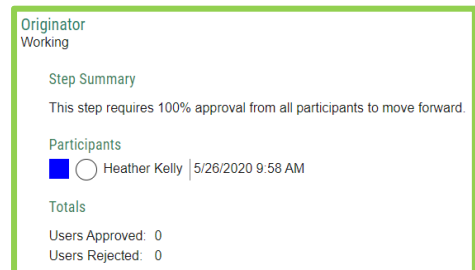 Originator
Working
Step Summary
This step requires 100% approval from all participants to move forward.
Participants
Heather Kelly 5/26/2020 9:58 AM
Totals
Users Approved: 0
Users Rejected: 0